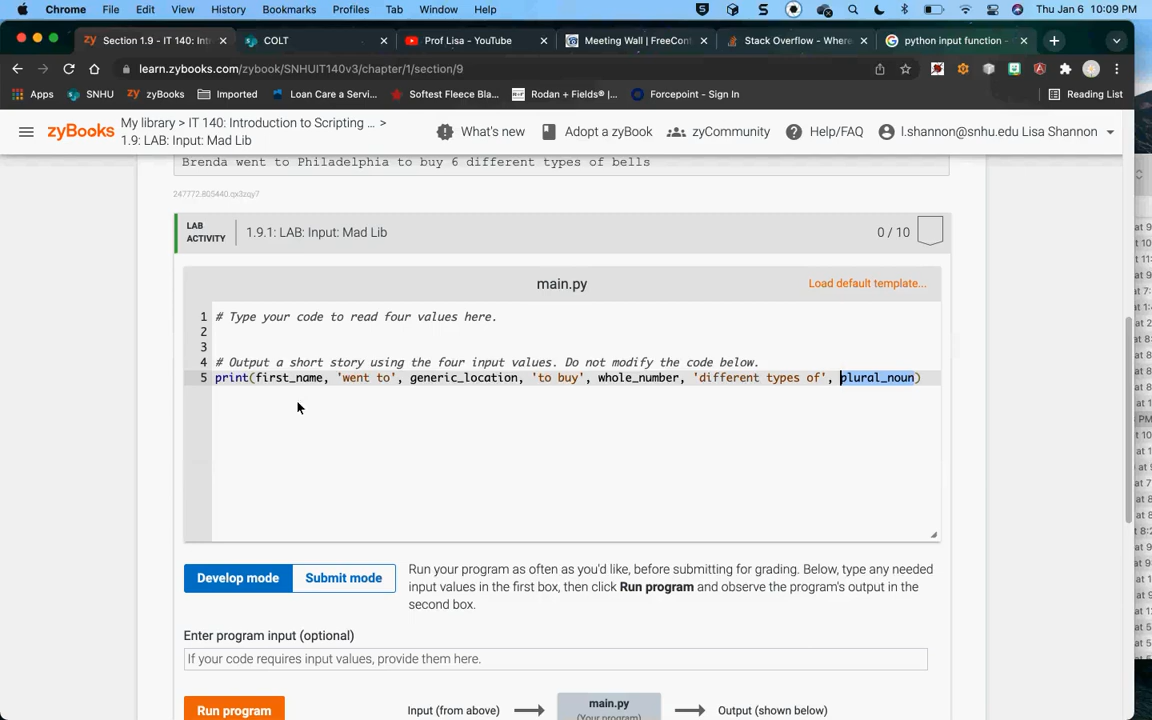 Chrome File Edit View History Bookmarks Profiles Tab Window Help Thu Jan 6 10:09 PM
Section 1.9 - IT 140: Int COLT Prof Lisa - YouTube Meeting Wall | FreeCon Stack Overflow - Where python input function -
learn.zybooks.com/zybook/SNHUIT140v3/chapter/1/section/9
Apps SNHU zyBooks Imported Loan Care a Servi... Softest Fleece Bla... Rodan + Fields® |... Forcepoint - Sign In Reading List
zyBooks My library > IT 140: Introduction to Scripting ... >
1.9: LAB: Input: Mad Lib
What's new Adopt a zyBook zyCommunity Help/FAQ l.shannon@snhu.edu Lisa Shannon
Brenda went to Philadelphia to buy 6 different types of bells
247772.805440.qx3zqy7
LAB
ACTIVITY
1.9.1: LAB: Input: Mad Lib 0 / 10
main.py Load default template...
1 # Type your code to read four values here.
2
3
4 # Output a short story using the four input values. Do not modify the code below.
5 print(first_name, 'went to', generic_location, 'to buy', whole_number, 'different types of', plural_noun)
Develop mode Submit mode
Run your program as often as you'd like, before submitting for grading. Below, type any needed
input values in the first box, then click Run program and observe the program's output in the
second box.
Enter program input (optional)
If your code requires input values, provide them here.
Run program Input (from above) main.py Output (shown below)
(Your program)